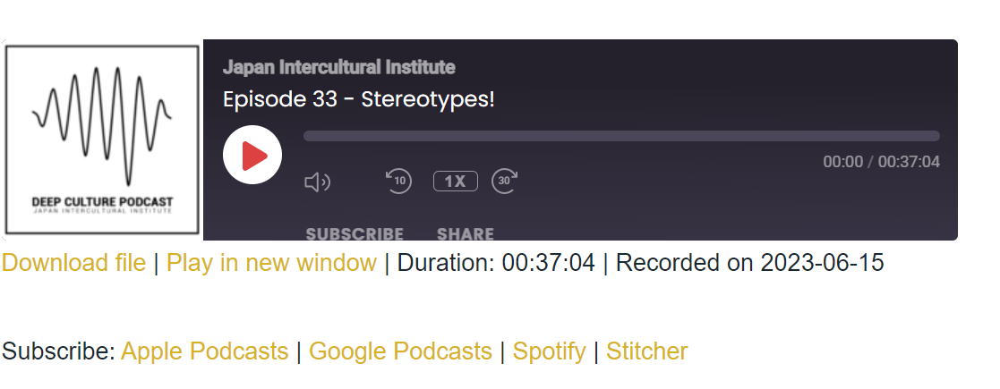 Japan Intercultural Institute
Episode 33 - Stereotypes!
00:00 / 00:37:04
10 1X 30
DEEP CULTURE PODCAST
JAPAN INTERCULTURAL INSTITUTE
SUBSCRIBE SHARE
Download file | Play in new window | Duration: 00:37:04 | Recorded on 2023-06-15
Subscribe: Apple Podcasts | Google Podcasts | Spotify | Stitcher